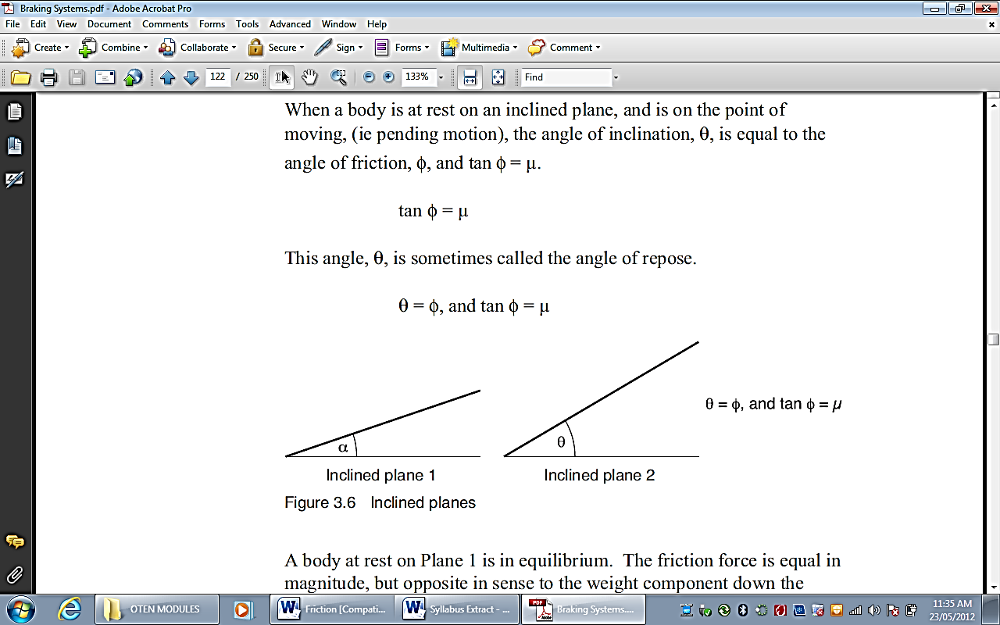 Braking Systems.pdf - Adobe Acrobat Pro
File Edit View Document Comments Forms Tools Advanced Window Help
Create Combine Collaborate Secure Sign Forms Multimedia Comment
122 / 250 133% Find
When a body is at rest on an inclined plane, and is on the point of
moving, (ie pending motion), the angle of inclination, θ, is equal to the
angle of friction, ϕ, and tan ϕ = μ.
tan ϕ = μ
This angle, θ, is sometimes called the angle of repose.
θ = ϕ, and tan ϕ = μ
θ = ϕ, and tan ϕ = μ
α θ
Inclined plane 1 Inclined plane 2
Figure 3.6 Inclined planes
A body at rest on Plane 1 is in equilibrium. The friction force is equal in
magnitude, but opposite in sense to the weight component down the
OTEN MODULES Friction [Compati... Syllabus Extract - ... Braking Systems....
11:35 AM
23/05/2012